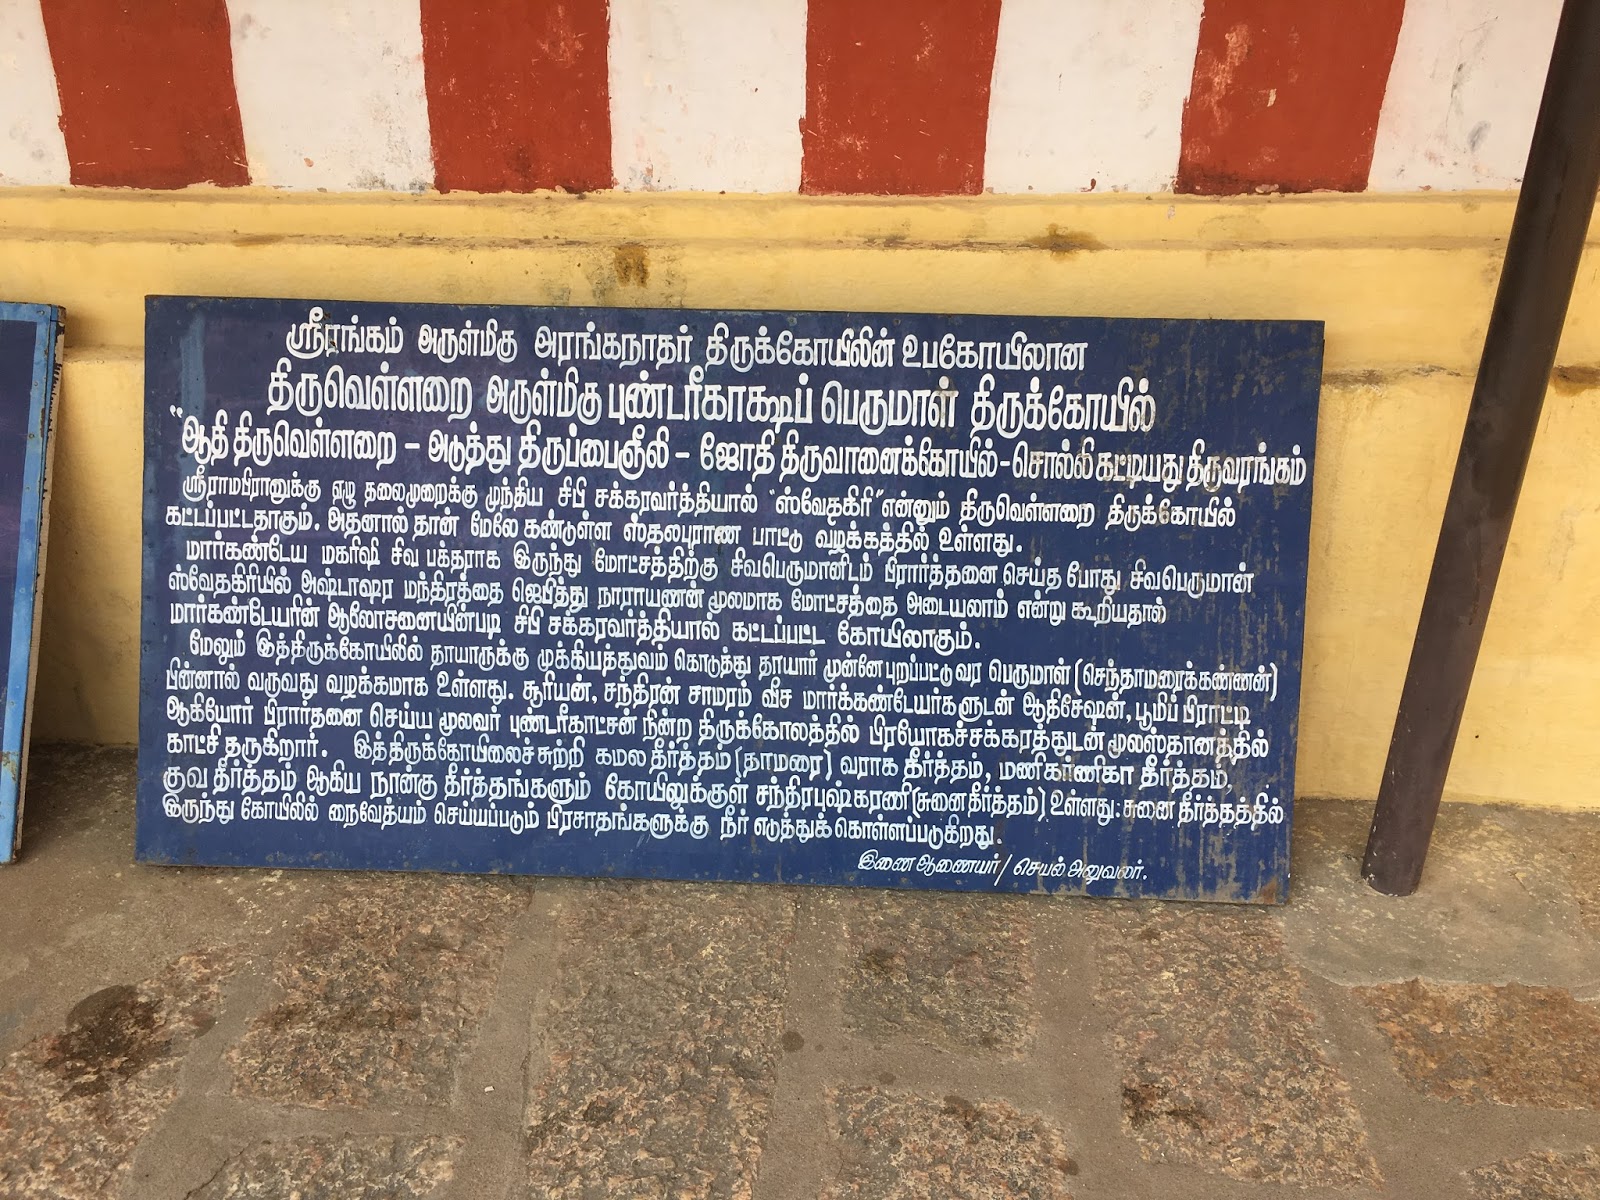 ஸ்ரீரங்கம் அருள்மிகு அரங்கநாதர் திருக்கோயிலின் உபகோயிலான
திருவெள்ளறை அருள்மிகு புண்டரீகாக்ஷப் பெருமாள் திருக்கோயில்
“ஆதி திருவெள்ளறை – அடுத்து திருப்பைஞீலி – ஜோதி திருவானைக்கோயில் - சொல்லி கட்டியது திருவரங்கம்
ஸ்ரீராமபிரானுக்கு ஏழு தலைமுறைக்கு முந்திய சிபி சக்கரவர்த்தியால் “ஸ்வேதகிரி” என்னும் திருவெள்ளறை திருக்கோயில்
கட்டப்பட்டதாகும். அதனால் தான் மேலே கண்டுள்ள ஸ்தலபுராண பாட்டு வழக்கத்தில் உள்ளது.
மார்கண்டேய மகரிஷி சிவ பக்தராக இருந்து மோட்சத்திற்கு சிவபெருமானிடம் பிரார்த்தனை செய்த போது சிவபெருமான்
ஸ்வேதகிரியில் அஷ்டாஷர மந்திரத்தை ஜெபித்து நாராயணன் மூலமாக மோட்சத்தை அடையலாம் என்று கூறியதால்
மார்கண்டேயரின் ஆலோசனையின்படி சிபி சக்கரவர்த்தியால் கட்டப்பட்ட கோயிலாகும்.
மேலும் இத்திருக்கோயிலில் தாயாருக்கு முக்கியத்துவம் கொடுத்து தாயார் முன்னே புறப்பட்டு வர பெருமாள் (செந்தாமரைக்கண்ணன்)
பின்னால் வருவது வழக்கமாக உள்ளது. சூரியன், சந்திரன் சாமரம் வீச மார்க்கண்டேயர்களுடன் ஆதிசேஷன், பூமிப் பிராட்டி
ஆகியோர் பிரார்தனை செய்ய மூலவர் புண்டரீகாட்சன் நின்ற திருக்கோலத்தில் பிரயோகச்சக்கரத்துடன் மூலஸ்தானத்தில்
காட்சி தருகிறார். இத்திருக்கோயிலைச்சுற்றி கமல தீர்த்தம் (தாமரை) வராக தீர்த்தம், மணிகர்ணிகா தீர்த்தம்,
குவ தீர்த்தம் ஆகிய நான்கு தீர்த்தங்களும் கோயிலுக்குள் சந்திரபுஷ்கரணி (சுனைதீர்த்தம்) உள்ளது: சுனை தீர்த்தத்தில்
இருந்து கோயிலில் நைவேத்யம் செய்யப்படும் பிரசாதங்களுக்கு நீர் எடுத்துக்கொள்ளப்படுகிறது.
இணை ஆணையர் / செயல் அலுவலர்.